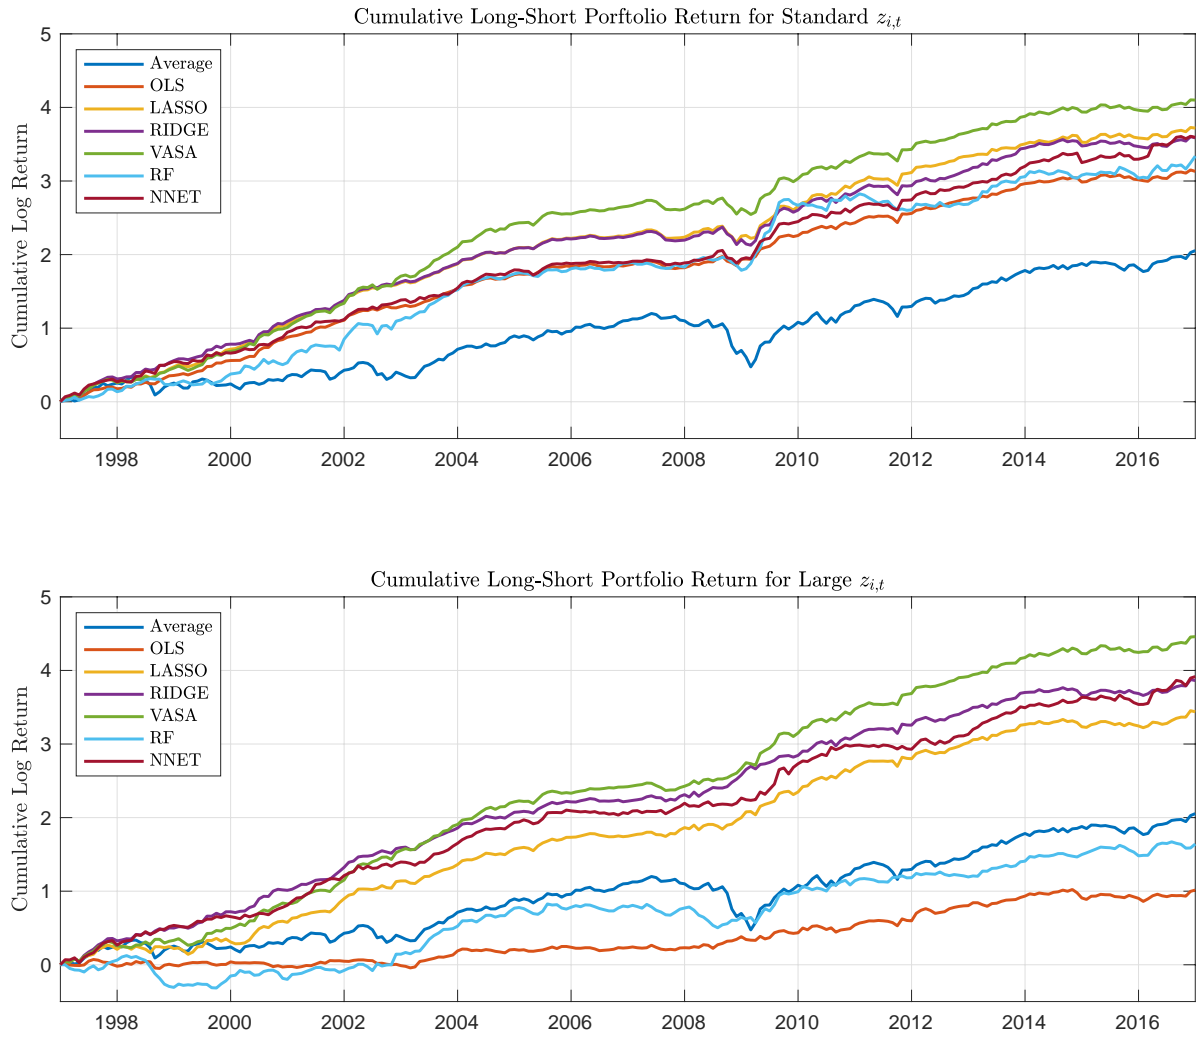 Cumulative Long-Short Porftolio Return for Standard z_{i,t}
5
4
3
2
1
0
Cumulative Log Return
Average
OLS
LASSO
RIDGE
VASA
RF
NNET
1998 2000 2002 2004 2006 2008 2010 2012 2014 2016
Cumulative Long-Short Portfolio Return for Large z_{i,t}
5
4
3
2
1
0
Cumulative Log Return
Average
OLS
LASSO
RIDGE
VASA
RF
NNET
1998 2000 2002 2004 2006 2008 2010 2012 2014 2016